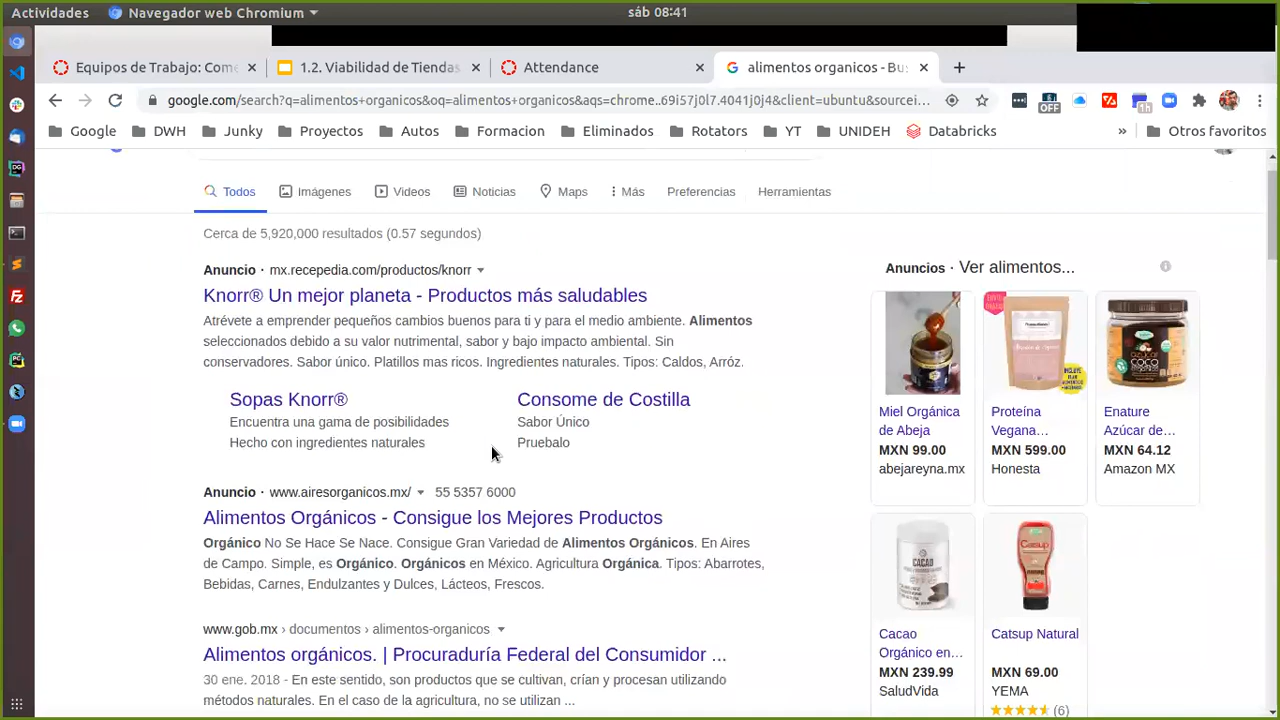 Actividades
Navegador web Chromium
sáb 08:41
Equipos de Trabajo: Come
1.2. Viabilidad de Tiendas
Attendance
alimentos organicos - Bus
google.com/search?q=alimentos+organicos&oq=alimentos+organicos&aqs=chrome..69i57j0l7.4041j0j4&client=ubuntu&sourcei...
OFF
1h
Google
DWH
Junky
Proyectos
Autos
Formacion
Eliminados
Rotators
YT
UNIDEH
Databricks
»
Otros favoritos
Todos
Imágenes
Videos
Noticias
Maps
Más
Preferencias
Herramientas
Cerca de 5,920,000 resultados (0.57 segundos)
Anuncio · mx.recepedia.com/productos/knorr
Knorr® Un mejor planeta - Productos más saludables
Atrévete a emprender pequeños cambios buenos para ti y para el medio ambiente. Alimentos
seleccionados debido a su valor nutrimental, sabor y bajo impacto ambiental. Sin
conservadores. Sabor único. Platillos mas ricos. Ingredientes naturales. Tipos: Caldos, Arróz.
Sopas Knorr®
Encuentra una gama de posibilidades
Hecho con ingredientes naturales
Consome de Costilla
Sabor Único
Pruebalo
Anuncio · www.airesorganicos.mx/ 55 5357 6000
Alimentos Orgánicos - Consigue los Mejores Productos
Orgánico No Se Hace Se Nace. Consigue Gran Variedad de Alimentos Orgánicos. En Aires
de Campo. Simple, es Orgánico. Orgánicos en México. Agricultura Orgánica. Tipos: Abarrotes,
Bebidas, Carnes, Endulzantes y Dulces, Lácteos, Frescos.
www.gob.mx › documentos › alimentos-organicos
Alimentos orgánicos. | Procuraduría Federal del Consumidor ...
30 ene. 2018 - En este sentido, son productos que se cultivan, crían y procesan utilizando
métodos naturales. En el caso de la agricultura, no se utilizan ...
Anuncios · Ver alimentos...
Miel Orgánica
de Abeja
MXN 99.00
abejareyna.mx
Proteína
Vegana…
MXN 599.00
Honesta
azúcar
coco
Enature
Azúcar de…
MXN 64.12
Amazon MX
CACAO
Cacao
Orgánico en…
MXN 239.99
SaludVida
Catsup
Catsup Natural
MXN 69.00
YEMA
(6)